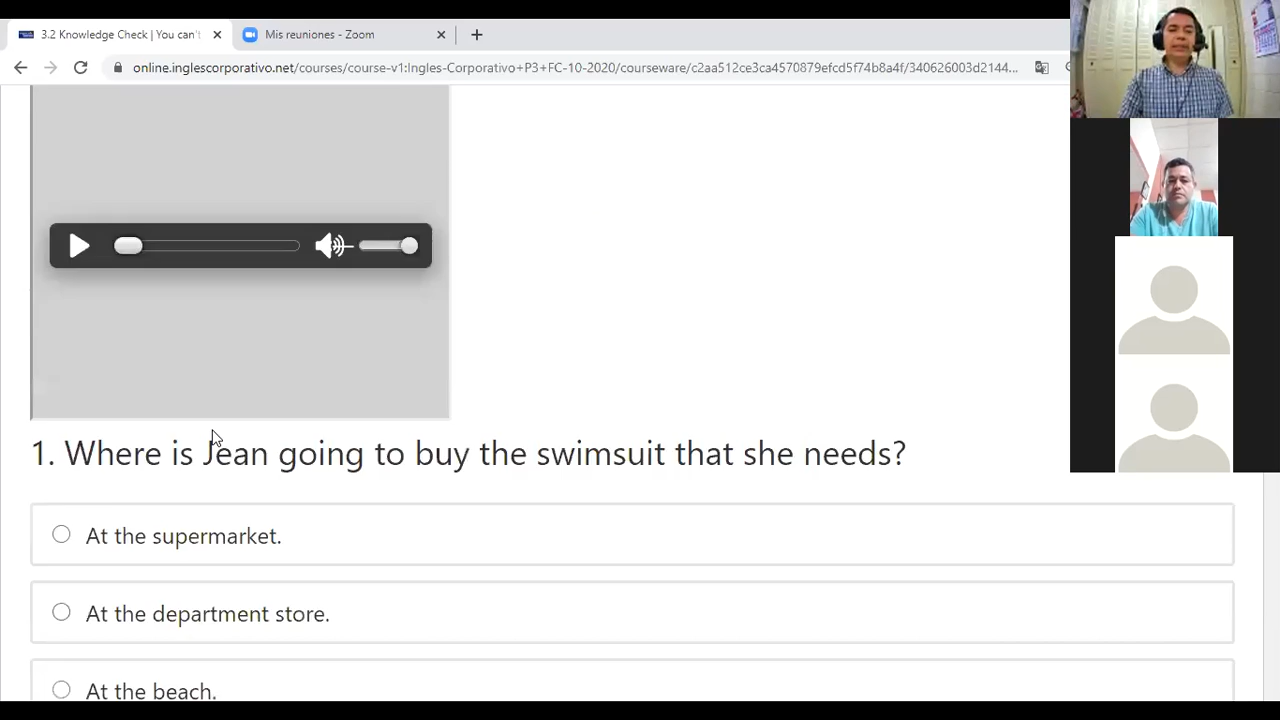 3.2 Knowledge Check | You can't
Mis reuniones - Zoom
online.inglescorporativo.net/courses/course-v1:Ingles-Corporativo+P3+FC-10-2020/courseware/c2aa512ce3ca4570879efcd5f74b8a4f/340626003d2144...
1. Where is Jean going to buy the swimsuit that she needs?
At the supermarket.
At the department store.
At the beach.